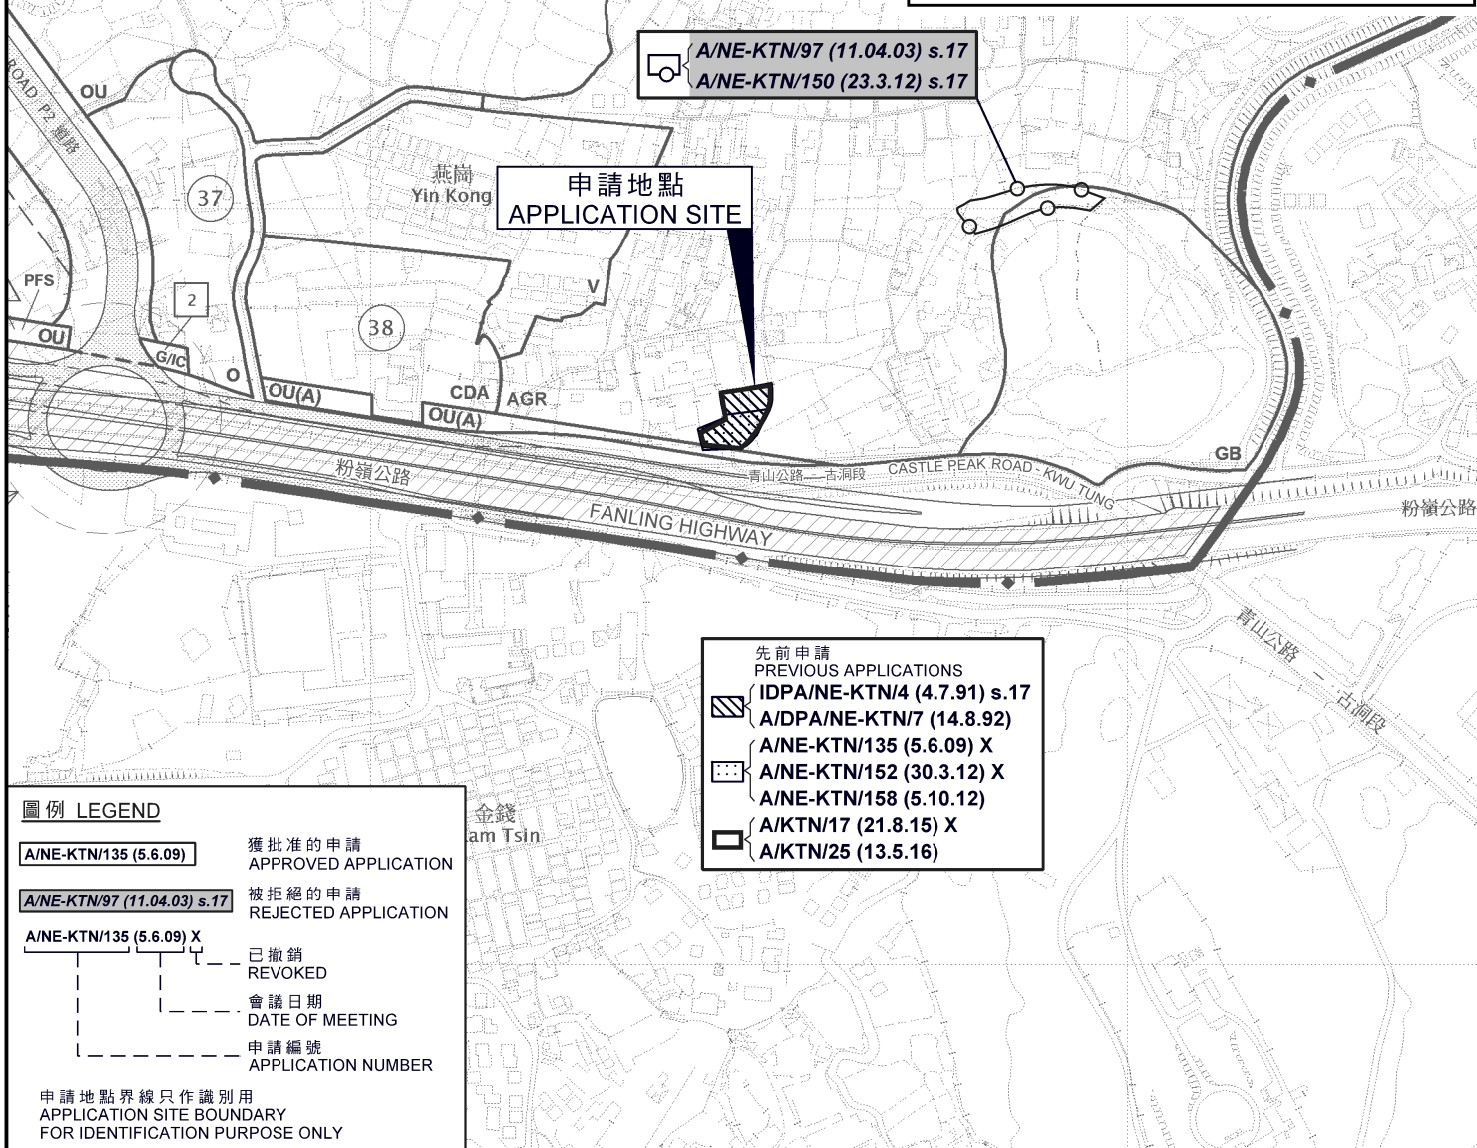 A/NE-KTN/97 (11.04.03) s.17
A/NE-KTN/150 (23.3.12) s.17
ROAD P2 道路
OU
37
燕崗
Yin Kong
申請地點
APPLICATION SITE
PFS
2
V
38
OU
G/IC
O
OU(A)
CDA
AGR
OU(A)
GB
粉嶺公路
青山公路 — 古洞段
CASTLE PEAK ROAD - KWU TUNG
FANLING HIGHWAY
粉嶺公路
青山公路 — 古洞段
先前申請
PREVIOUS APPLICATIONS
IDPA/NE-KTN/4 (4.7.91) s.17
A/DPA/NE-KTN/7 (14.8.92)
A/NE-KTN/135 (5.6.09) X
A/NE-KTN/152 (30.3.12) X
A/NE-KTN/158 (5.10.12)
A/KTN/17 (21.8.15) X
A/KTN/25 (13.5.16)
金錢
am Tsin
圖例 LEGEND
A/NE-KTN/135 (5.6.09)
獲批准的申請
APPROVED APPLICATION
A/NE-KTN/97 (11.04.03) s.17
被拒絕的申請
REJECTED APPLICATION
A/NE-KTN/135 (5.6.09) X
已撤銷
REVOKED
會議日期
DATE OF MEETING
申請編號
APPLICATION NUMBER
申請地點界線只作識別用
APPLICATION SITE BOUNDARY
FOR IDENTIFICATION PURPOSE ONLY